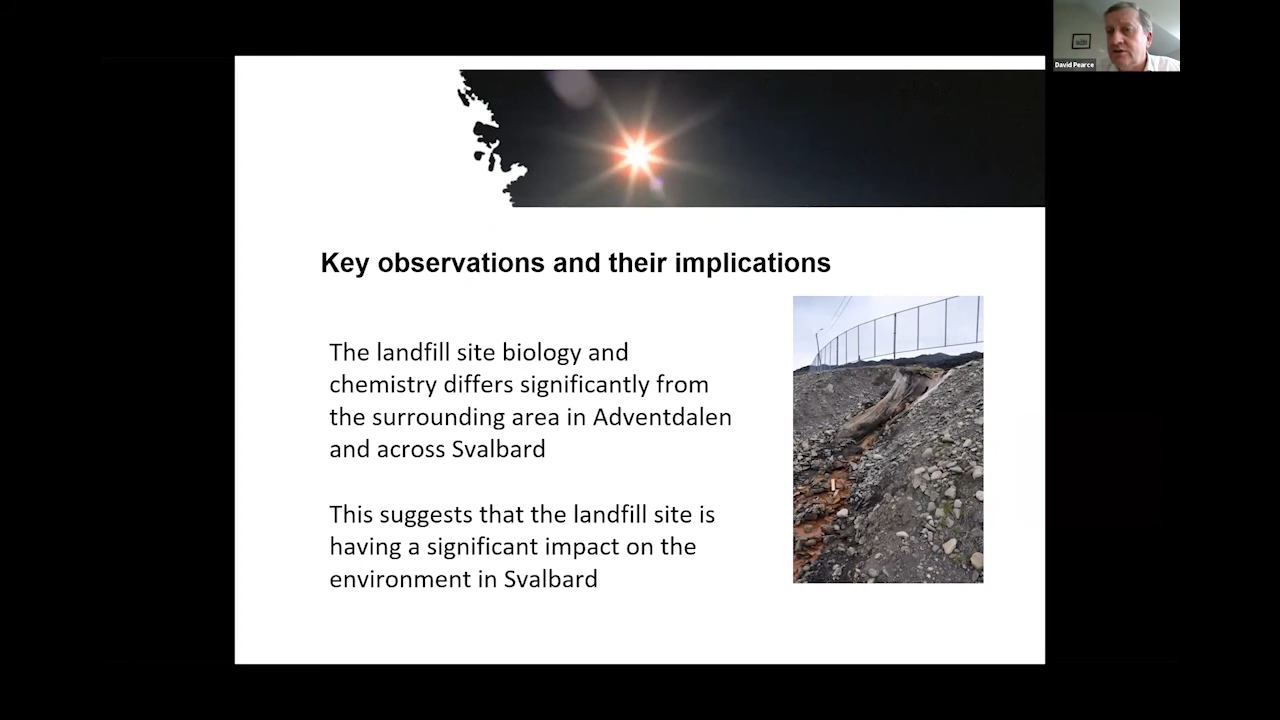 David Pearce
Key observations and their implications
The landfill site biology and
chemistry differs significantly from
the surrounding area in Adventdalen
and across Svalbard
This suggests that the landfill site is
having a significant impact on the
environment in Svalbard